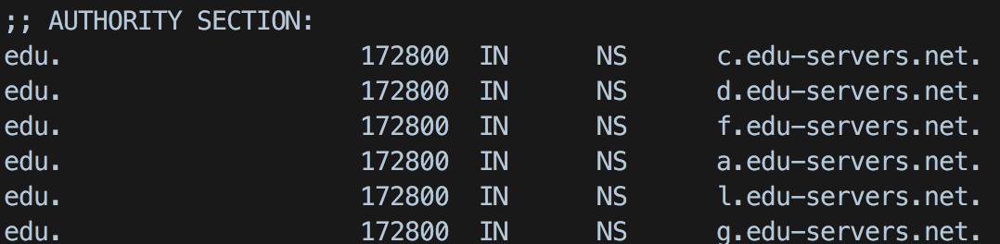 ;; AUTHORITY SECTION:
edu. 172800 IN NS c.edu-servers.net.
edu. 172800 IN NS d.edu-servers.net.
edu. 172800 IN NS f.edu-servers.net.
edu. 172800 IN NS a.edu-servers.net.
edu. 172800 IN NS l.edu-servers.net.
edu. 172800 IN NS g.edu-servers.net.